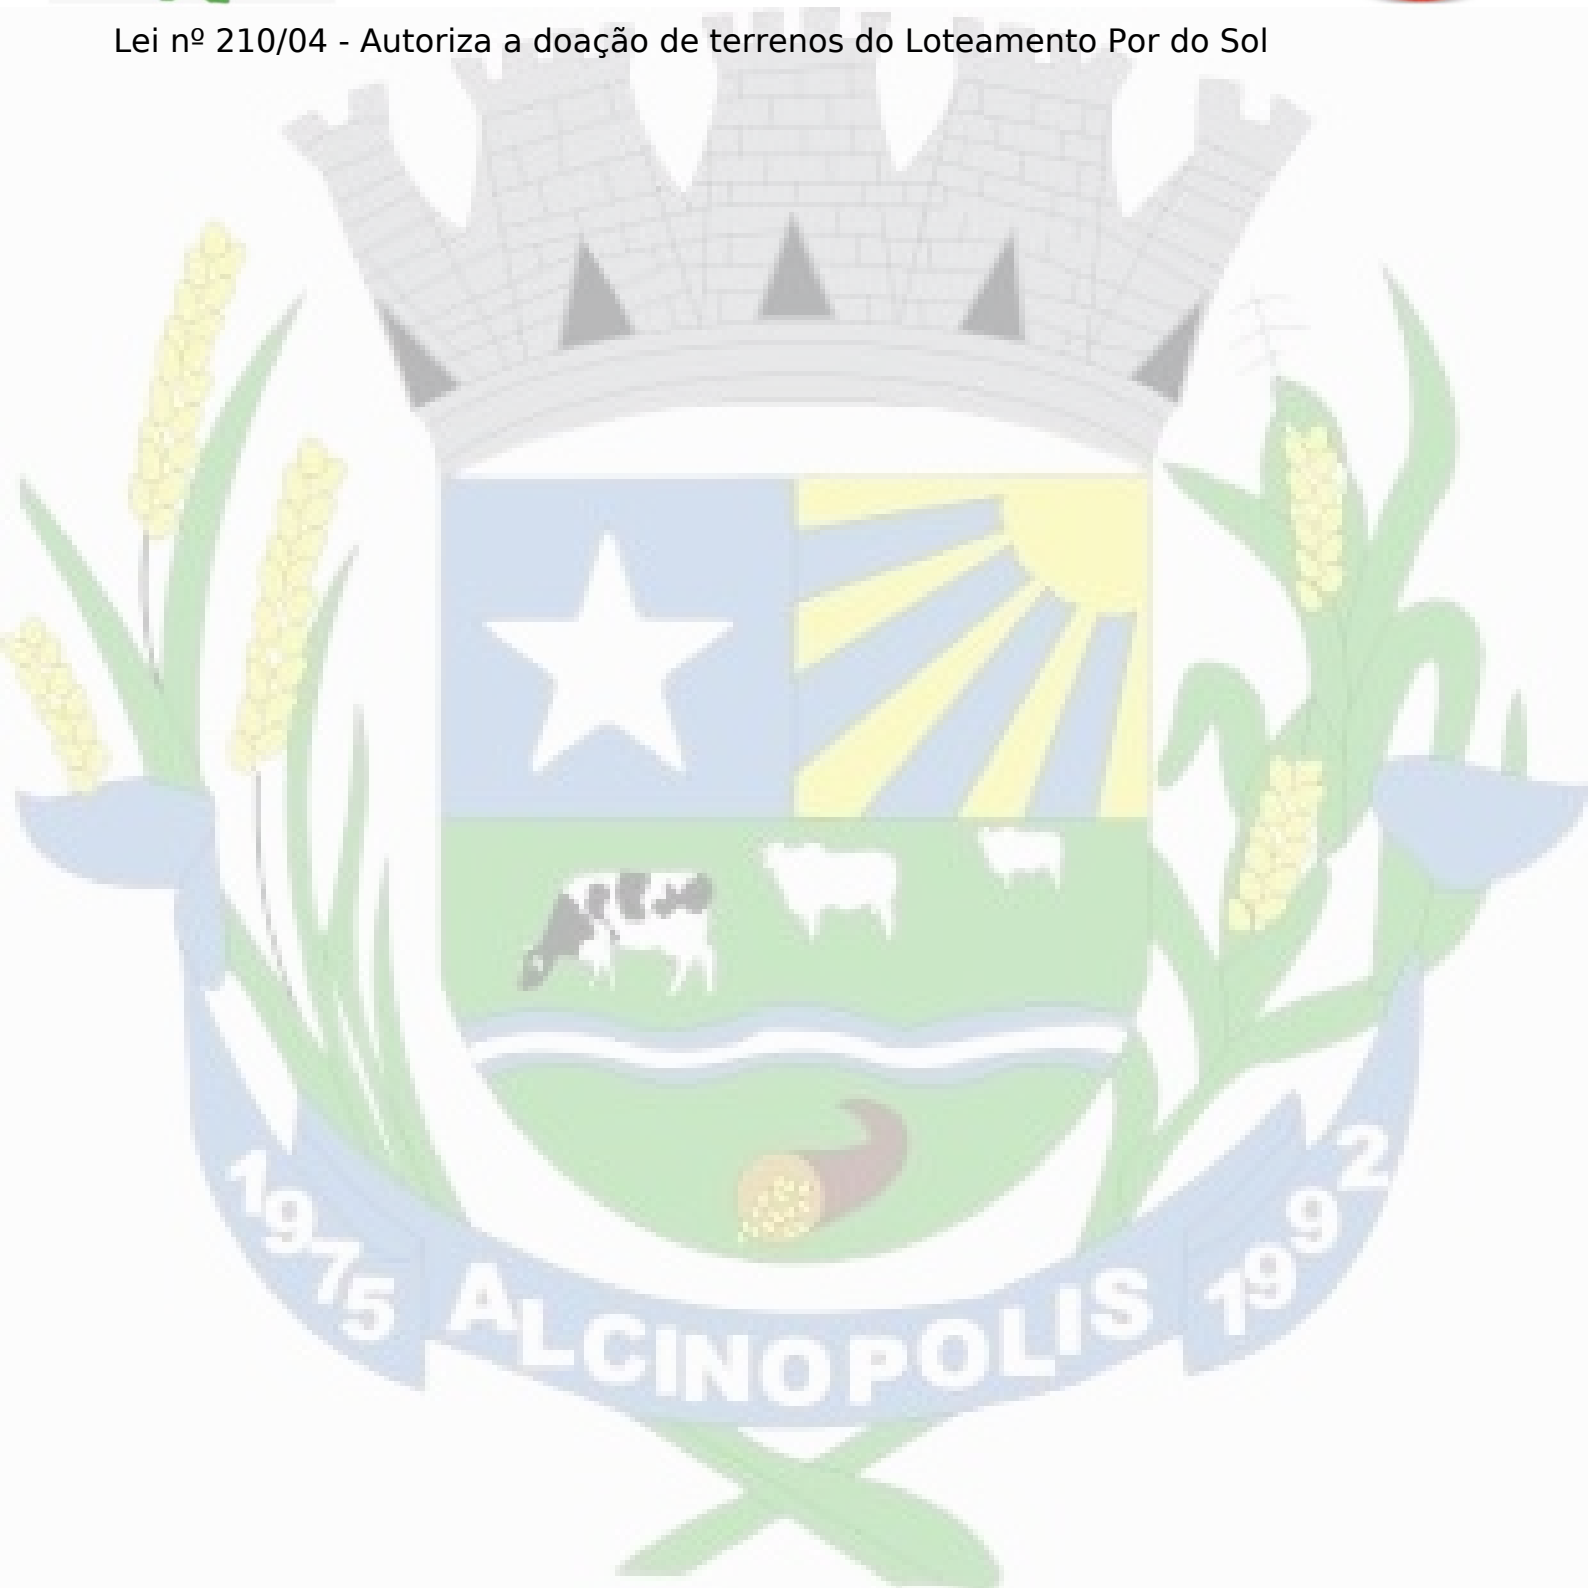 Lei nº 210/04 - Autoriza a doação de terrenos do Loteamento Por do Sol
1975 ALCINOPOLIS 1992